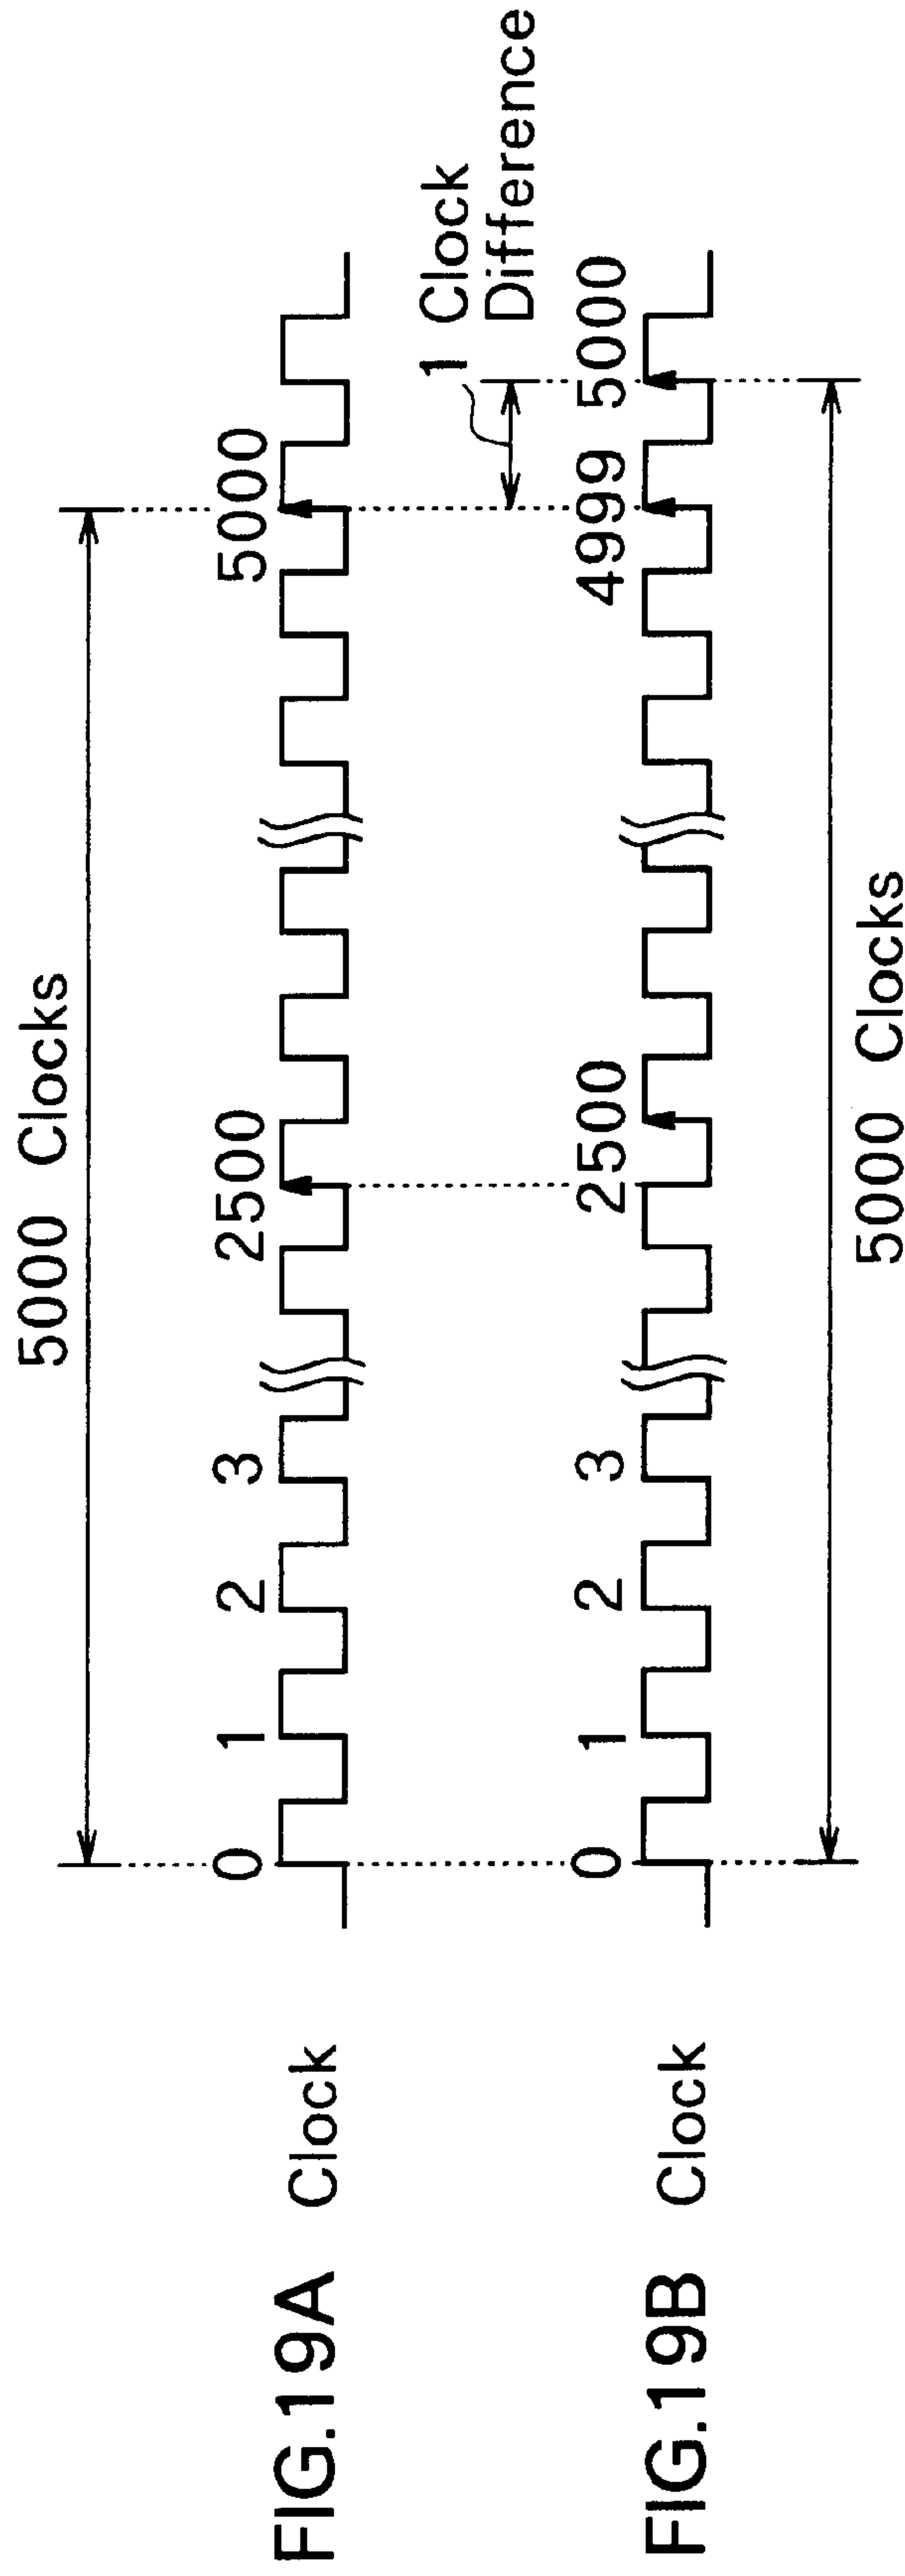 5000 Clocks
FIG.19A Clock
0 1 2 3 2500 5000
1 Clock
Difference
FIG.19B Clock
0 1 2 3 2500 4999 5000
5000 Clocks